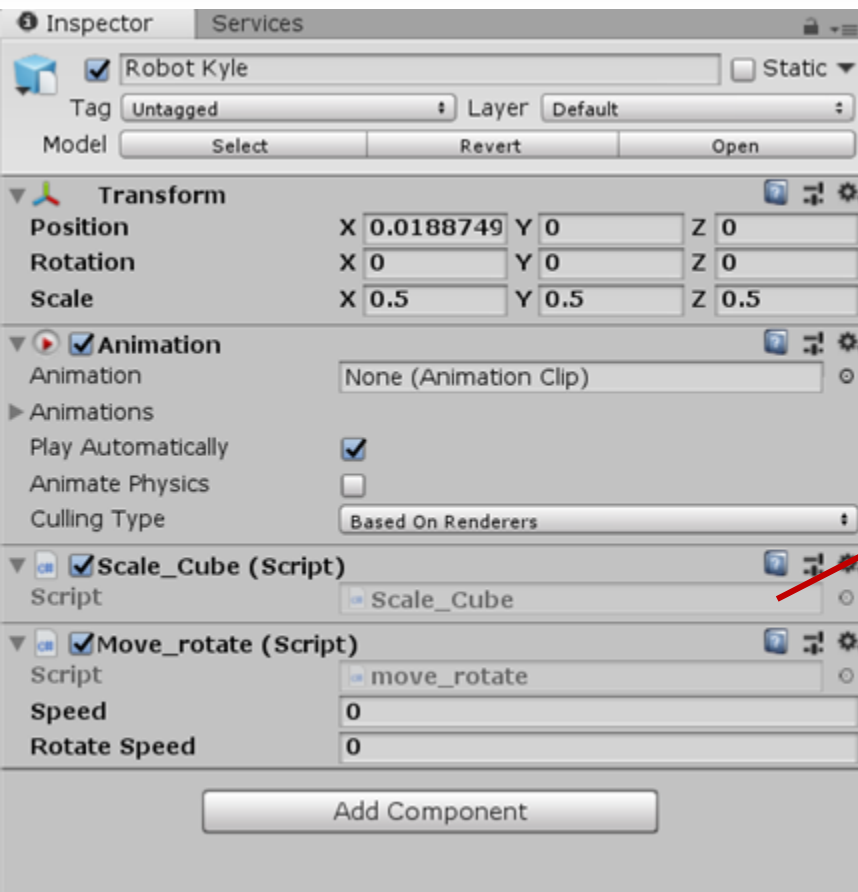 Inspector Services
Robot Kyle Static
Tag Untagged Layer Default
Model Select Revert Open
Transform
Position X 0.0188749 Y 0 Z 0
Rotation X 0 Y 0 Z 0
Scale X 0.5 Y 0.5 Z 0.5
Animation
Animation None (Animation Clip)
Animations
Play Automatically
Animate Physics
Culling Type Based On Renderers
Scale_Cube (Script)
Script Scale_Cube
Move_rotate (Script)
Script move_rotate
Speed 0
Rotate Speed 0
Add Component